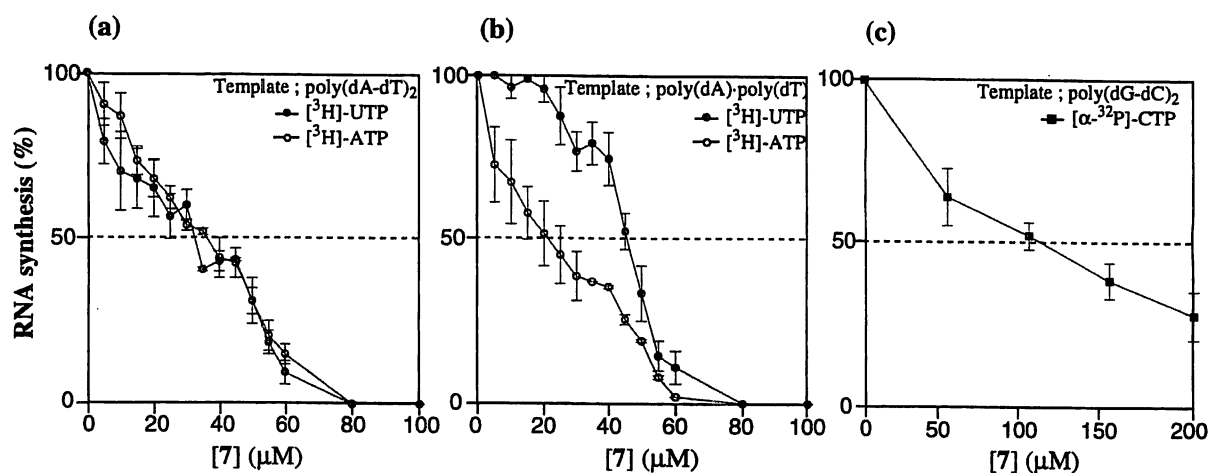 (a)
Template ; poly(dA-dT)₂
[³H]-UTP
[³H]-ATP
RNA synthesis (%)
100
50
0
0 20 40 60 80 100
[7] (μM)
(b)
Template ; poly(dA)·poly(dT)
[³H]-UTP
[³H]-ATP
100
50
0
0 20 40 60 80 100
[7] (μM)
(c)
Template ; poly(dG-dC)₂
[α-³²P]-CTP
100
50
0
0 50 100 150 200
[7] (μM)